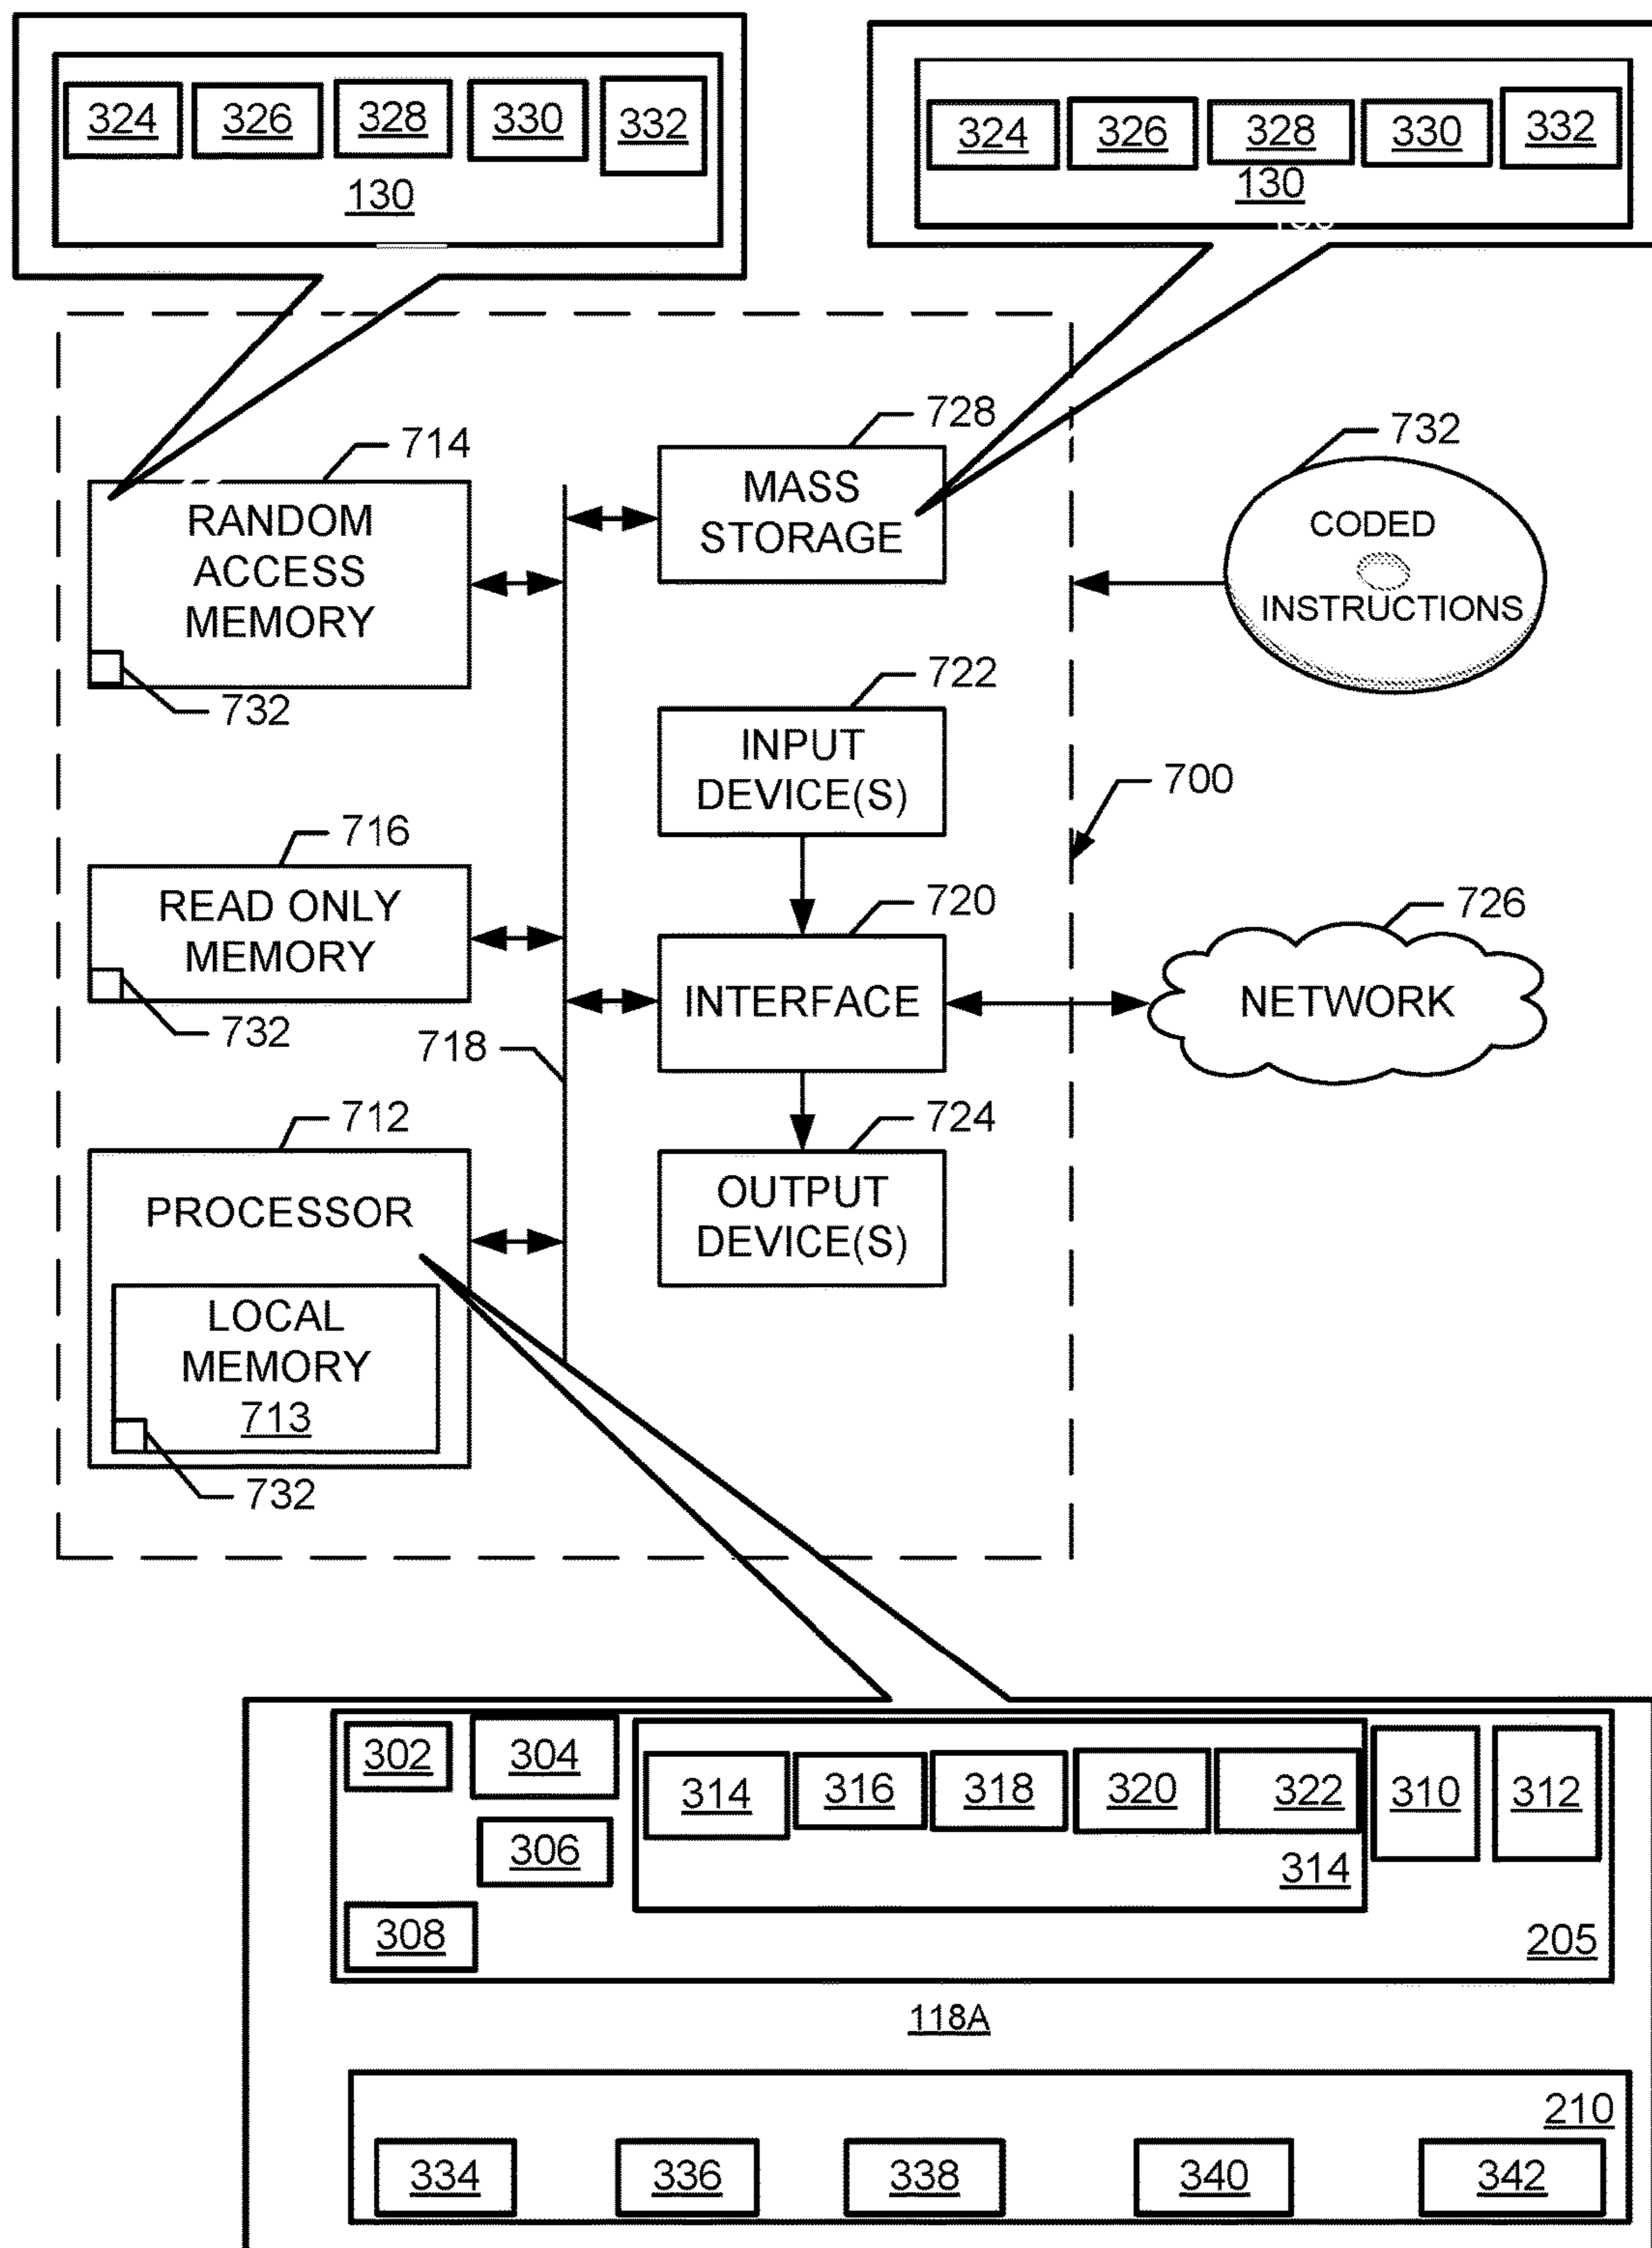 324 326 328 330 332
130
324 326 328 330 332
130
714
RANDOM
ACCESS
MEMORY
732
728
MASS
STORAGE
732
CODED
INSTRUCTIONS
722
INPUT
DEVICE(S)
700
716
READ ONLY
MEMORY
732
720
INTERFACE
726
NETWORK
718
712
PROCESSOR
LOCAL
MEMORY
713
732
724
OUTPUT
DEVICE(S)
302 304 314 316 318 320 322 310 312
306
314
308
205
118A
210
334 336 338 340 342